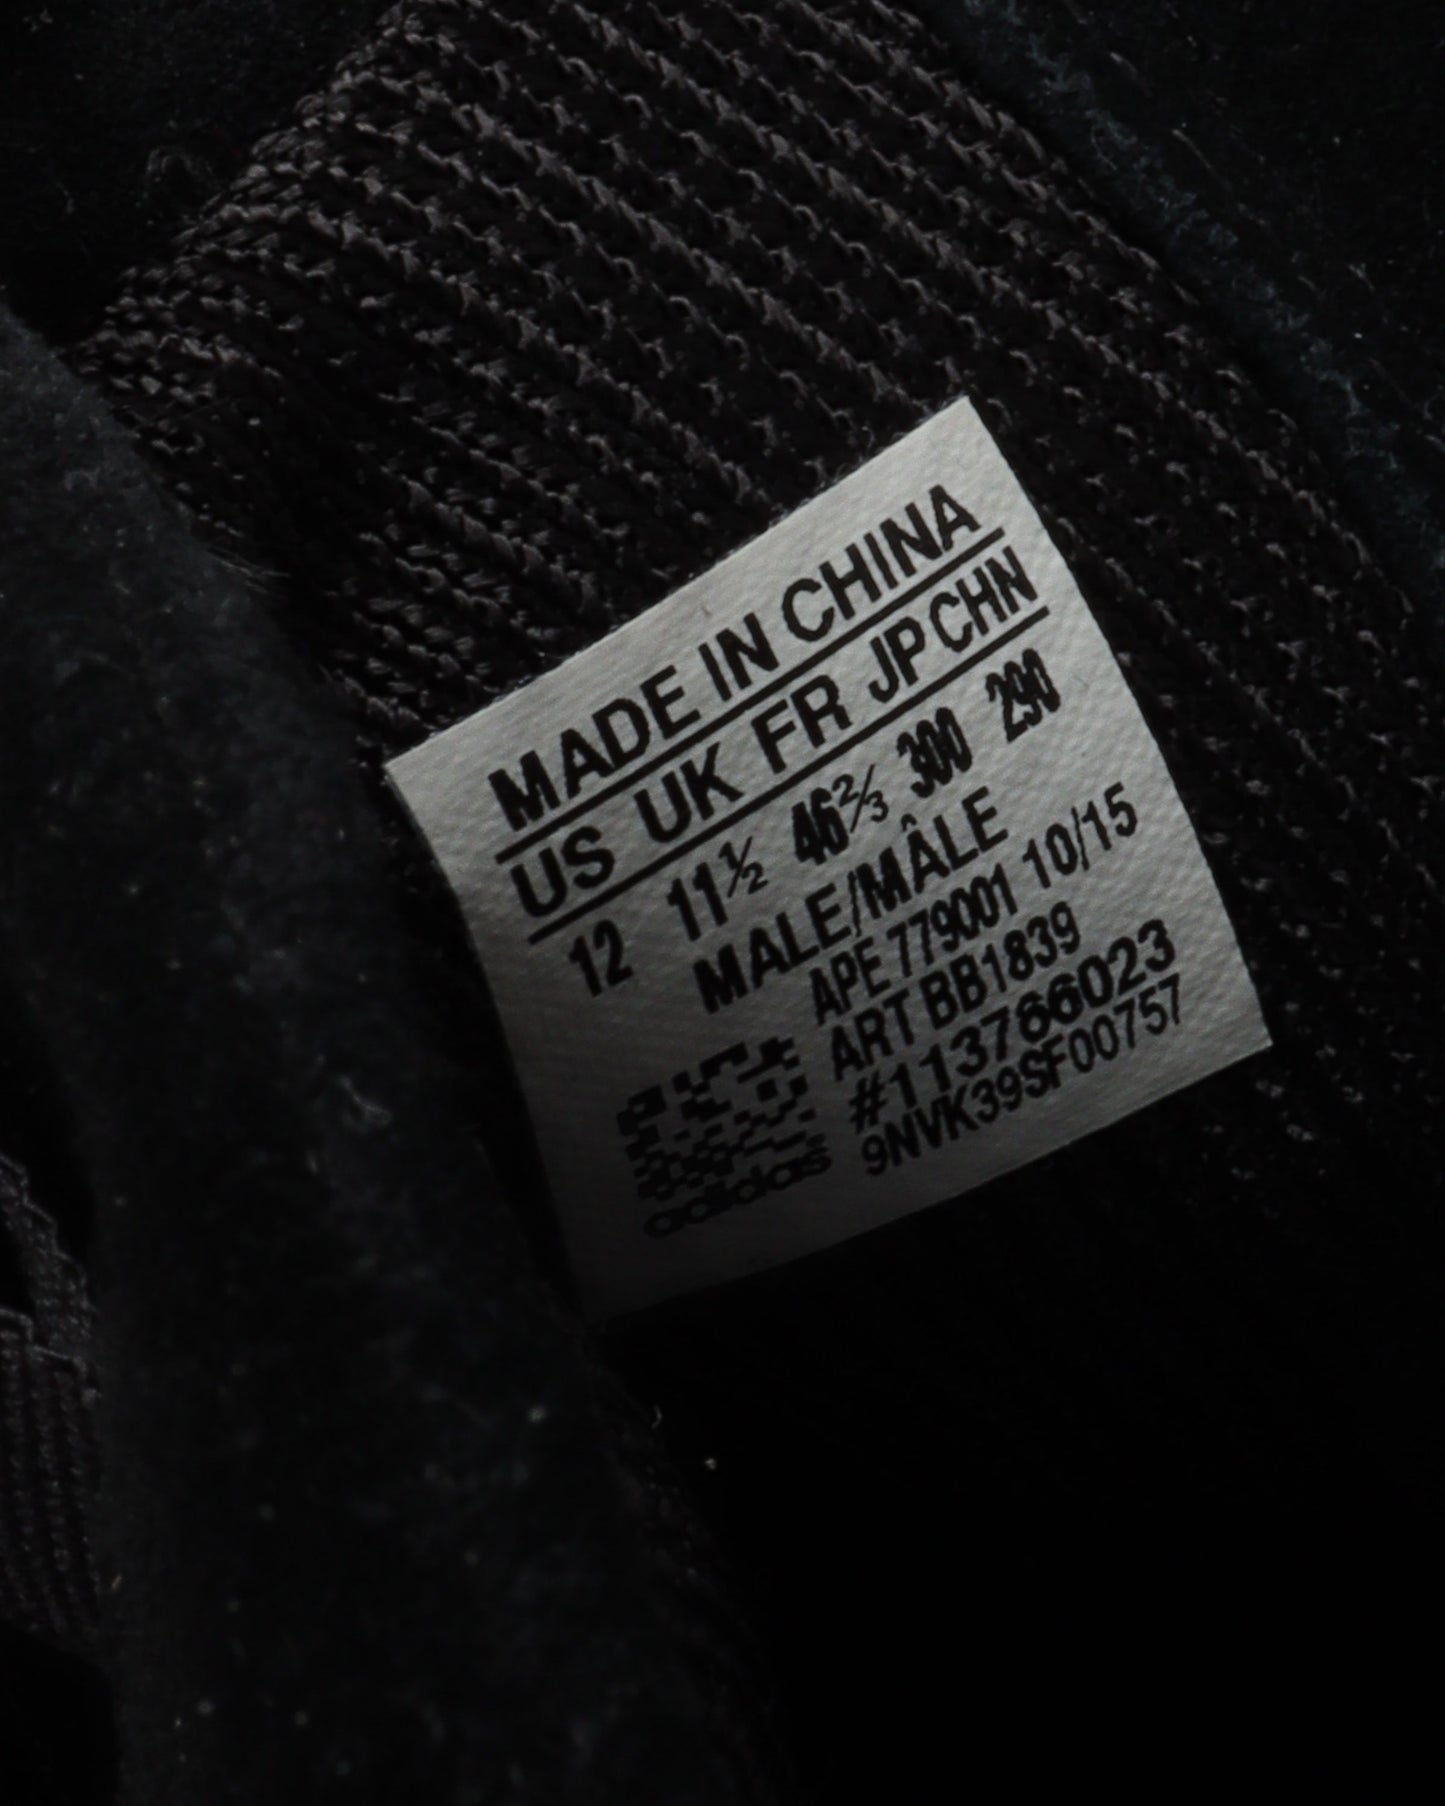 MADE IN CHINA
US UK FR JP CHN
12 11½ 46⅔ 300 290
MALE/MÂLE
APE 779001 10/15
ART BB1839
#113766023
9NVK39SF00757
adidas